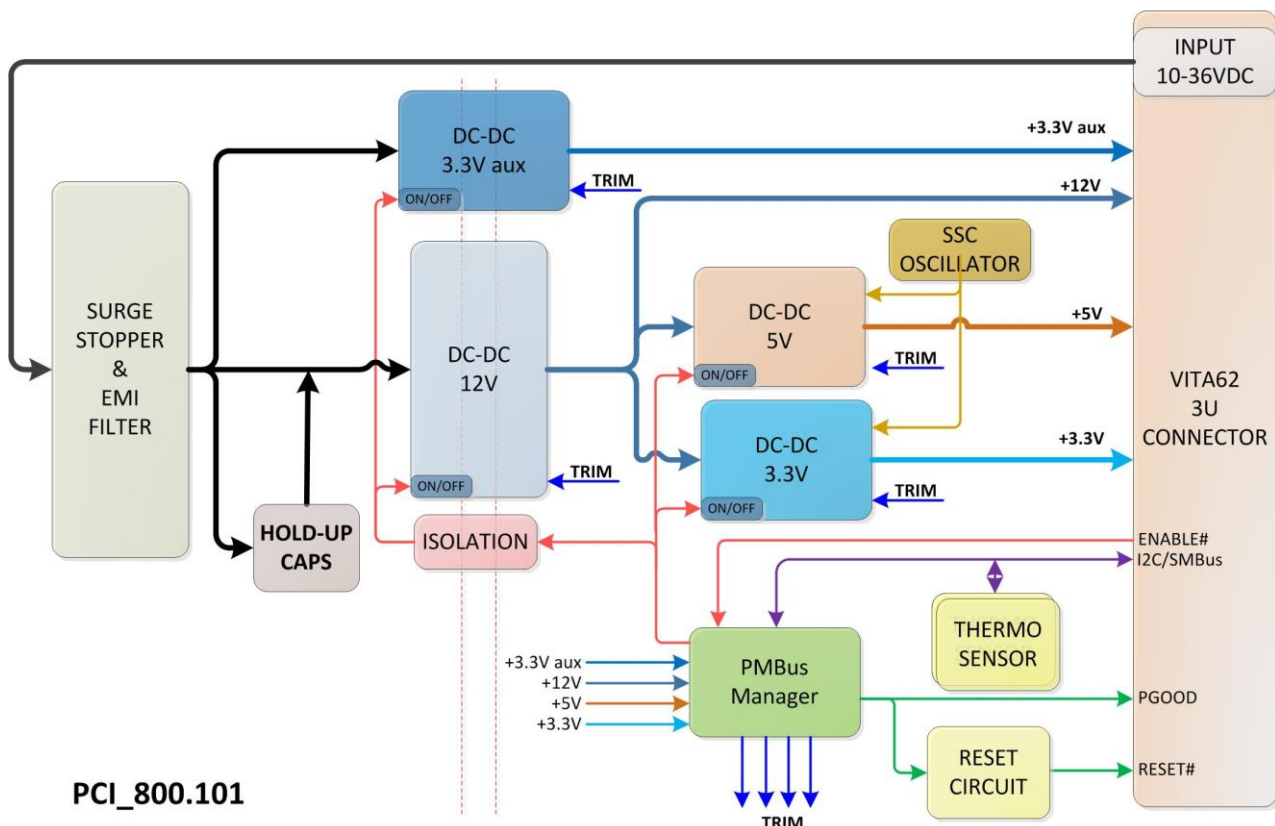 INPUT
10-36VDC
DC-DC
3.3V aux
ON/OFF
TRIM
+3.3V aux
+12V
SURGE
STOPPER
&
EMI
FILTER
DC-DC
12V
ON/OFF
TRIM
SSC
OSCILLATOR
DC-DC
5V
ON/OFF
TRIM
+5V
DC-DC
3.3V
ON/OFF
TRIM
+3.3V
VITA62
3U
CONNECTOR
HOLD-UP
CAPS
ISOLATION
ENABLE#
I2C/SMBus
THERMO
SENSOR
+3.3V aux
+12V
+5V
+3.3V
PMBus
Manager
PGOOD
RESET
CIRCUIT
RESET#
TRIM
PCI_800.101